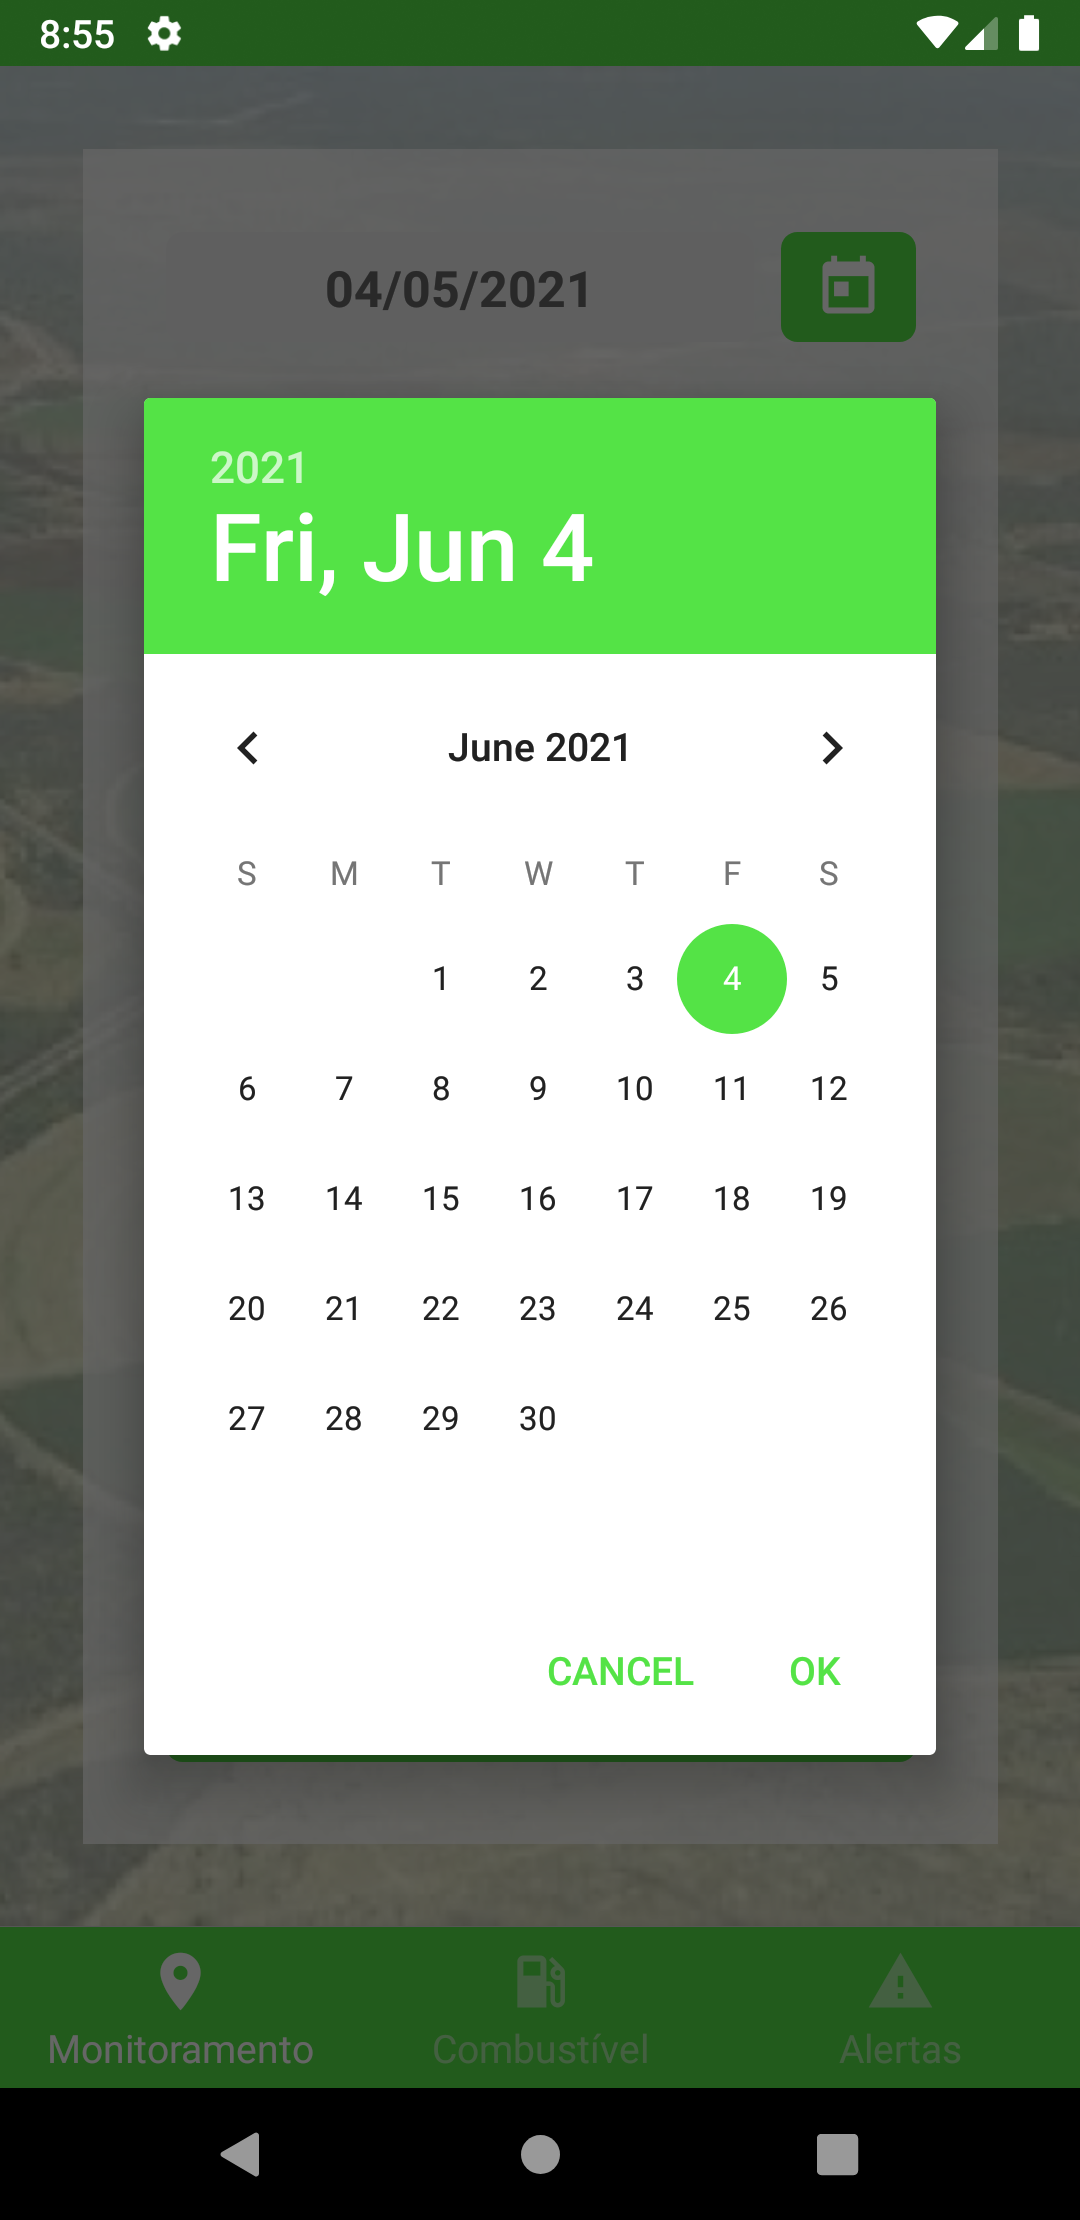 8:55
04/05/2021
2021
Fri, Jun 4
June 2021
S M T W T F S
1 2 3 4 5
6 7 8 9 10 11 12
13 14 15 16 17 18 19
20 21 22 23 24 25 26
27 28 29 30
CANCEL OK
Monitoramento Combustível Alertas